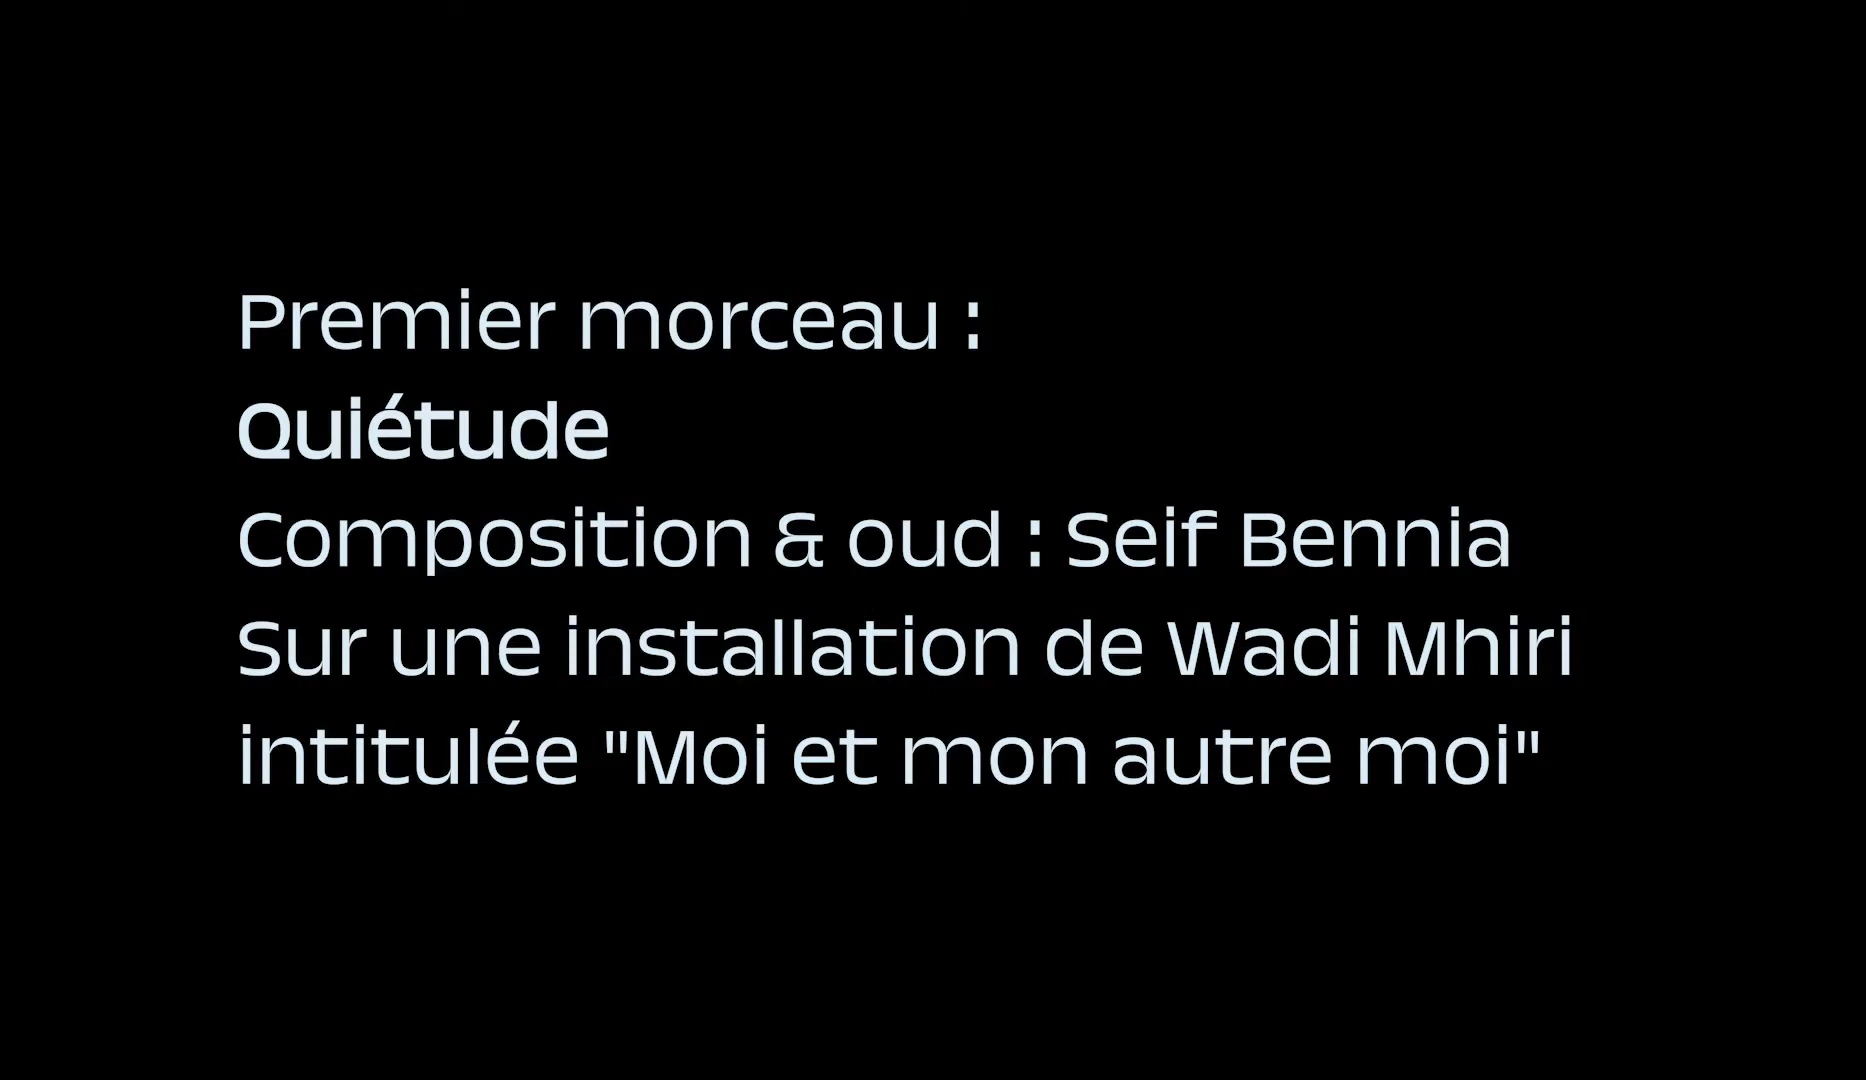 Premier morceau :
Quiétude
Composition & oud : Seif Bennia
Sur une installation de Wadi Mhiri
intitulée "Moi et mon autre moi"